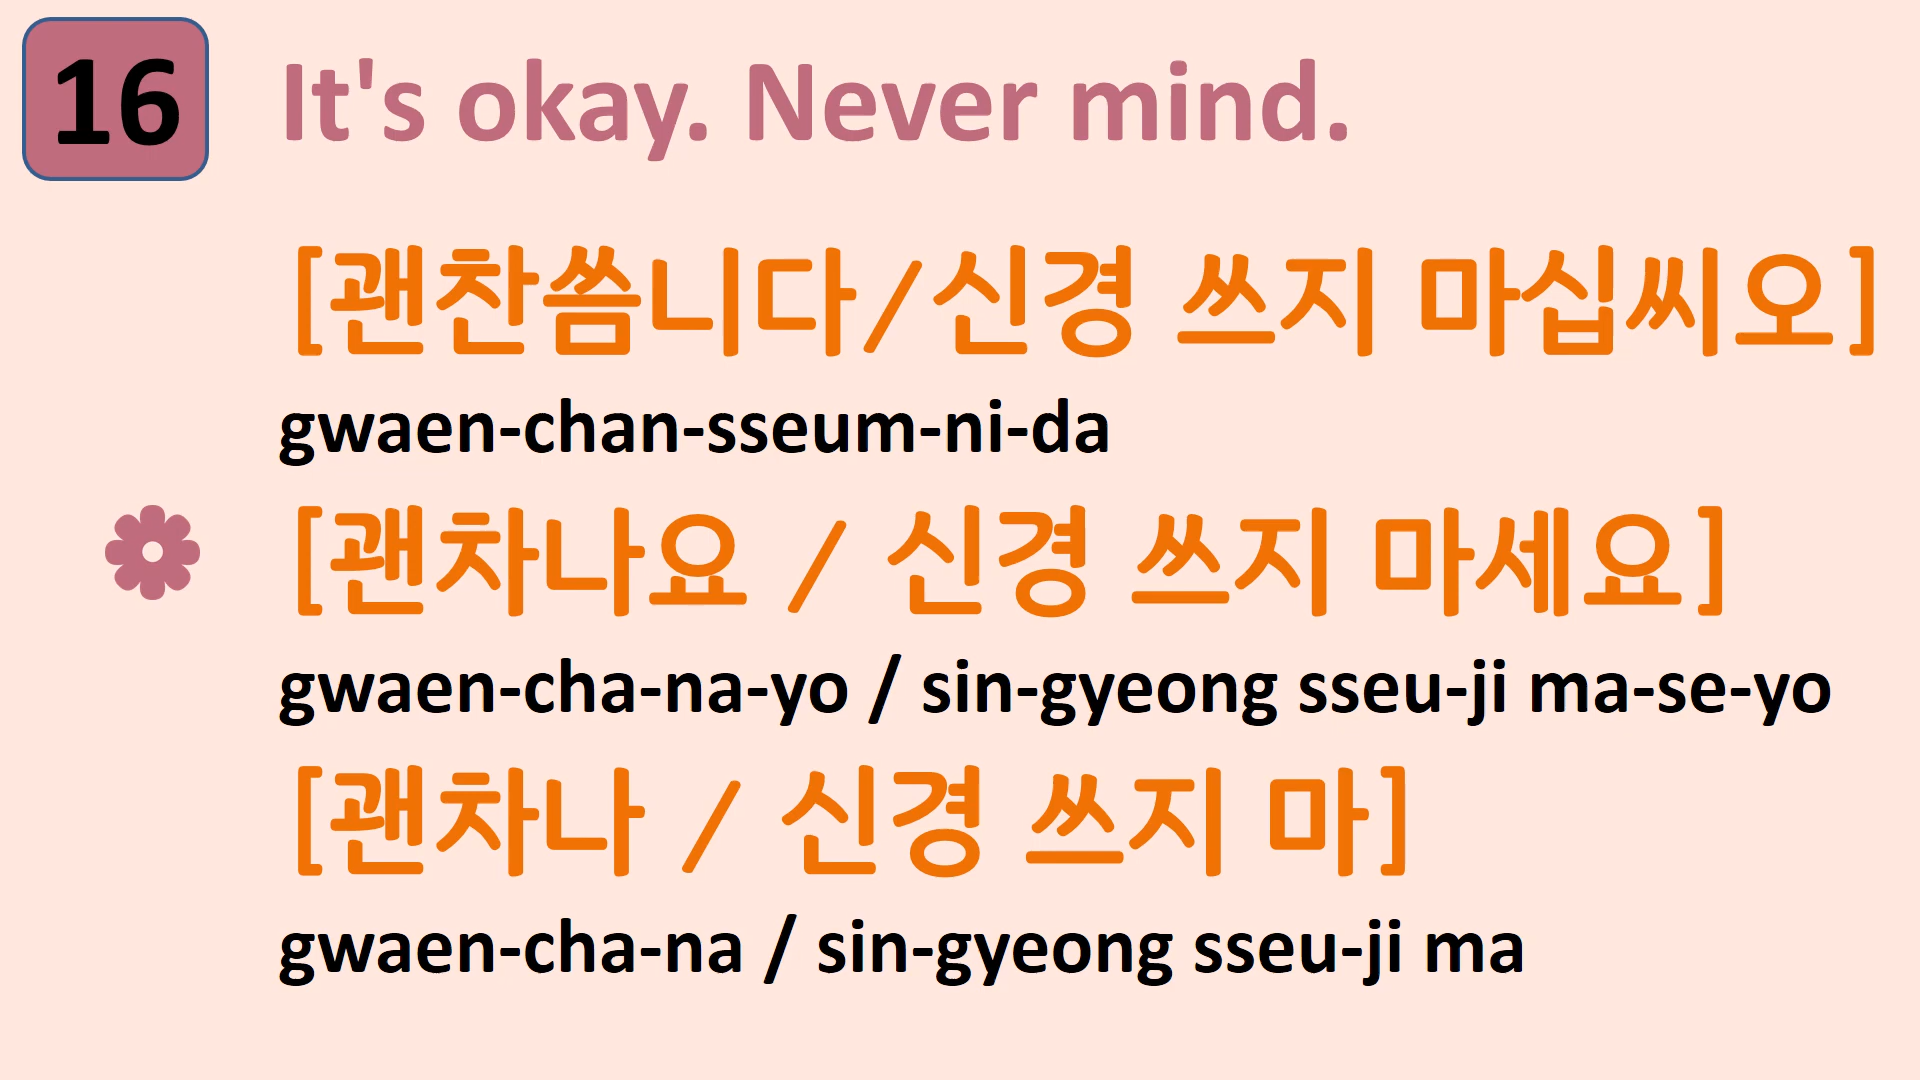 16 It's okay. Never mind.
[괜찬씀니다/신경 쓰지 마십씨오]
gwaen-chan-sseum-ni-da
[괜차나요 / 신경 쓰지 마세요]
gwaen-cha-na-yo / sin-gyeong sseu-ji ma-se-yo
[괜차나 / 신경 쓰지 마]
gwaen-cha-na / sin-gyeong sseu-ji ma